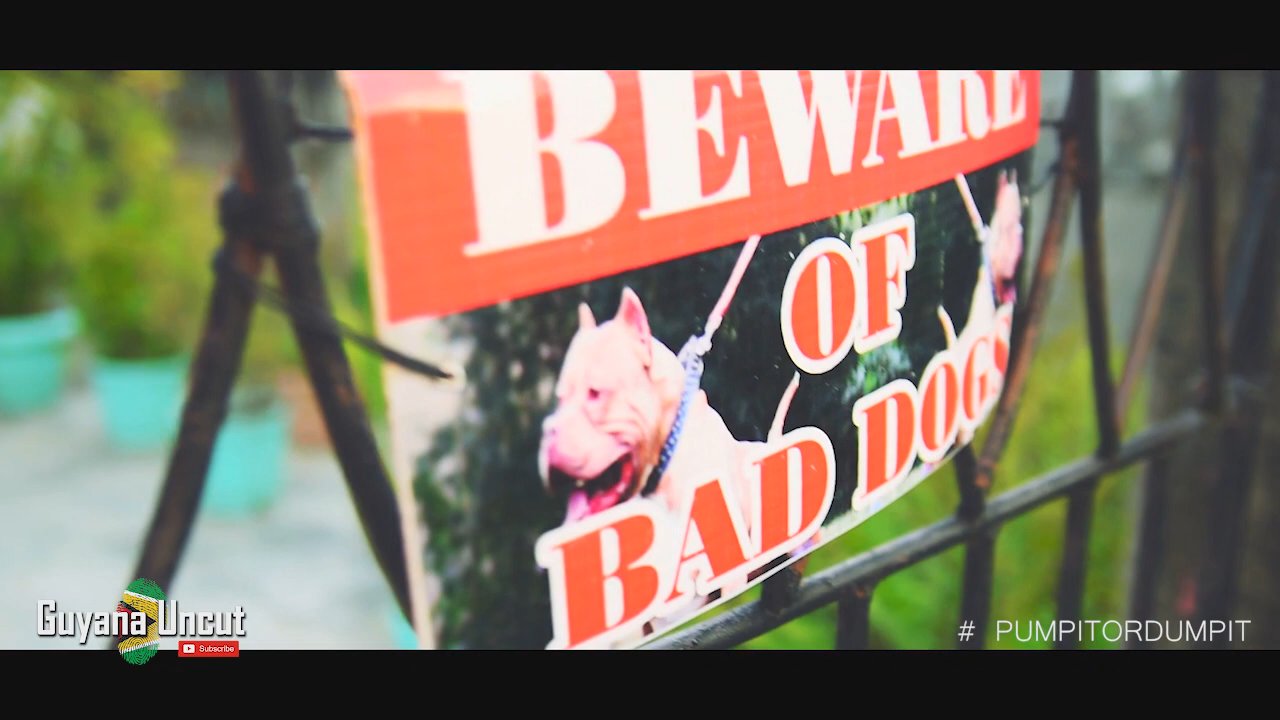 BEWARE
OF
BAD DOGS
Guyana Uncut
Subscribe
# PUMPITORDUMPIT